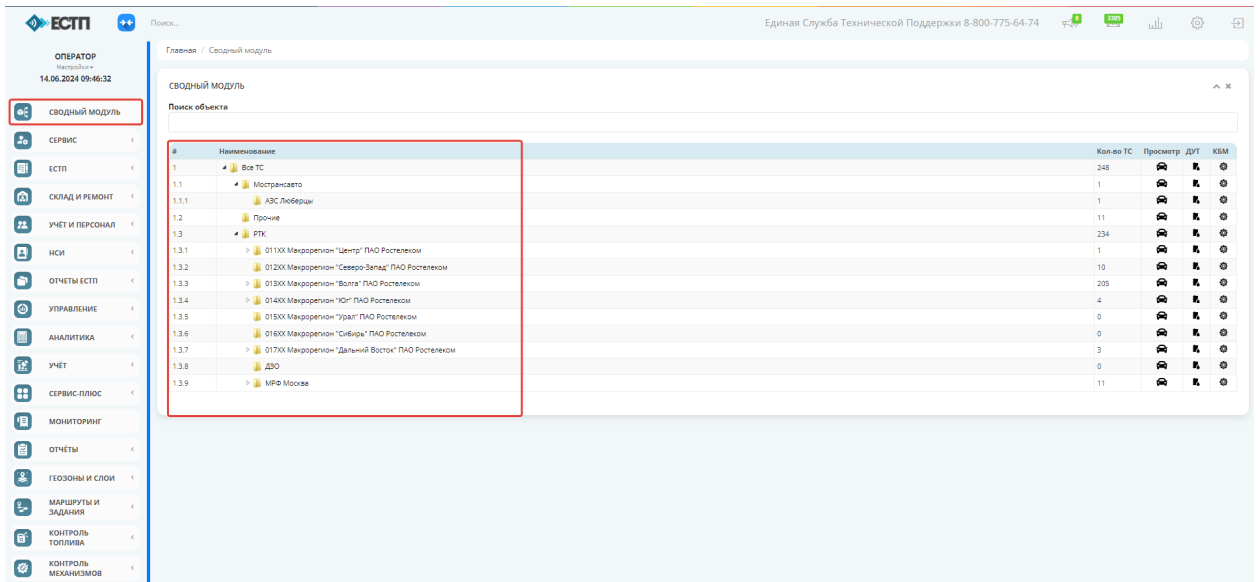 ЕСТП
Поиск...
Единая Служба Технической Поддержки 8-800-775-64-74
0
3305
ОПЕРАТОР
Настройки
14.06.2024 09:46:32
Главная / Сводный модуль
СВОДНЫЙ МОДУЛЬ
СЕРВИС
ЕСТП
СКЛАД И РЕМОНТ
УЧЁТ И ПЕРСОНАЛ
НСИ
ОТЧЕТЫ ЕСТП
УПРАВЛЕНИЕ
АНАЛИТИКА
УЧЁТ
СЕРВИС-ПЛЮС
МОНИТОРИНГ
ОТЧЁТЫ
ГЕОЗОНЫ И СЛОИ
МАРШРУТЫ И
ЗАДАНИЯ
КОНТРОЛЬ
ТОПЛИВА
КОНТРОЛЬ
МЕХАНИЗМОВ
СВОДНЫЙ МОДУЛЬ
Поиск объекта
# Наименование Кол-во ТС Просмотр ДУТ КБМ
1 Все ТС 248
1.1 Мострансавто 1
1.1.1 АЗС Люберцы 1
1.2 Прочие 11
1.3 РТК 234
1.3.1 011XX Макрорегион "Центр" ПАО Ростелеком 1
1.3.2 012XX Макрорегион "Северо-Запад" ПАО Ростелеком 10
1.3.3 013XX Макрорегион "Волга" ПАО Ростелеком 205
1.3.4 014XX Макрорегион "Юг" ПАО Ростелеком 4
1.3.5 015XX Макрорегион "Урал" ПАО Ростелеком 0
1.3.6 016XX Макрорегион "Сибирь" ПАО Ростелеком 0
1.3.7 017XX Макрорегион "Дальний Восток" ПАО Ростелеком 3
1.3.8 ДЗО 0
1.3.9 МРФ Москва 11